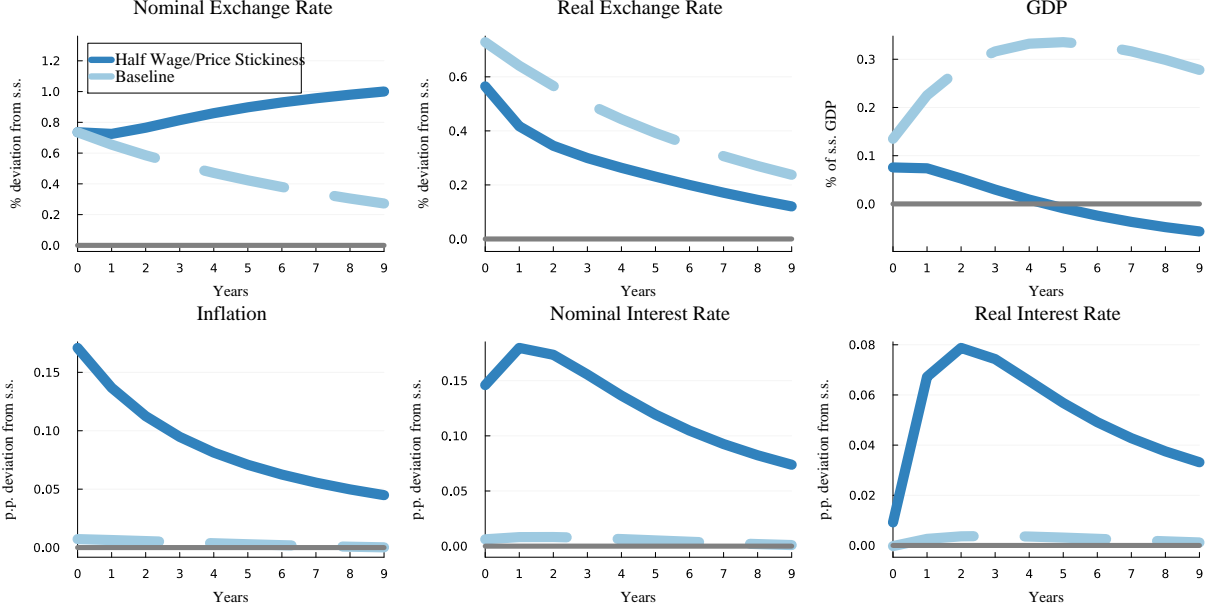 Nominal Exchange Rate
Real Exchange Rate
GDP
% deviation from s.s.
1.2
1.0
0.8
0.6
0.4
0.2
0.0
Half Wage/Price Stickiness
Baseline
0 1 2 3 4 5 6 7 8 9
Years
% deviation from s.s.
0.6
0.4
0.2
0.0
0 1 2 3 4 5 6 7 8 9
Years
% of s.s. GDP
0.3
0.2
0.1
0.0
0 1 2 3 4 5 6 7 8 9
Years
Inflation
Nominal Interest Rate
Real Interest Rate
p.p. deviation from s.s.
0.15
0.10
0.05
0.00
0 1 2 3 4 5 6 7 8 9
Years
p.p. deviation from s.s.
0.15
0.10
0.05
0.00
0 1 2 3 4 5 6 7 8 9
Years
p.p. deviation from s.s.
0.08
0.06
0.04
0.02
0.00
0 1 2 3 4 5 6 7 8 9
Years